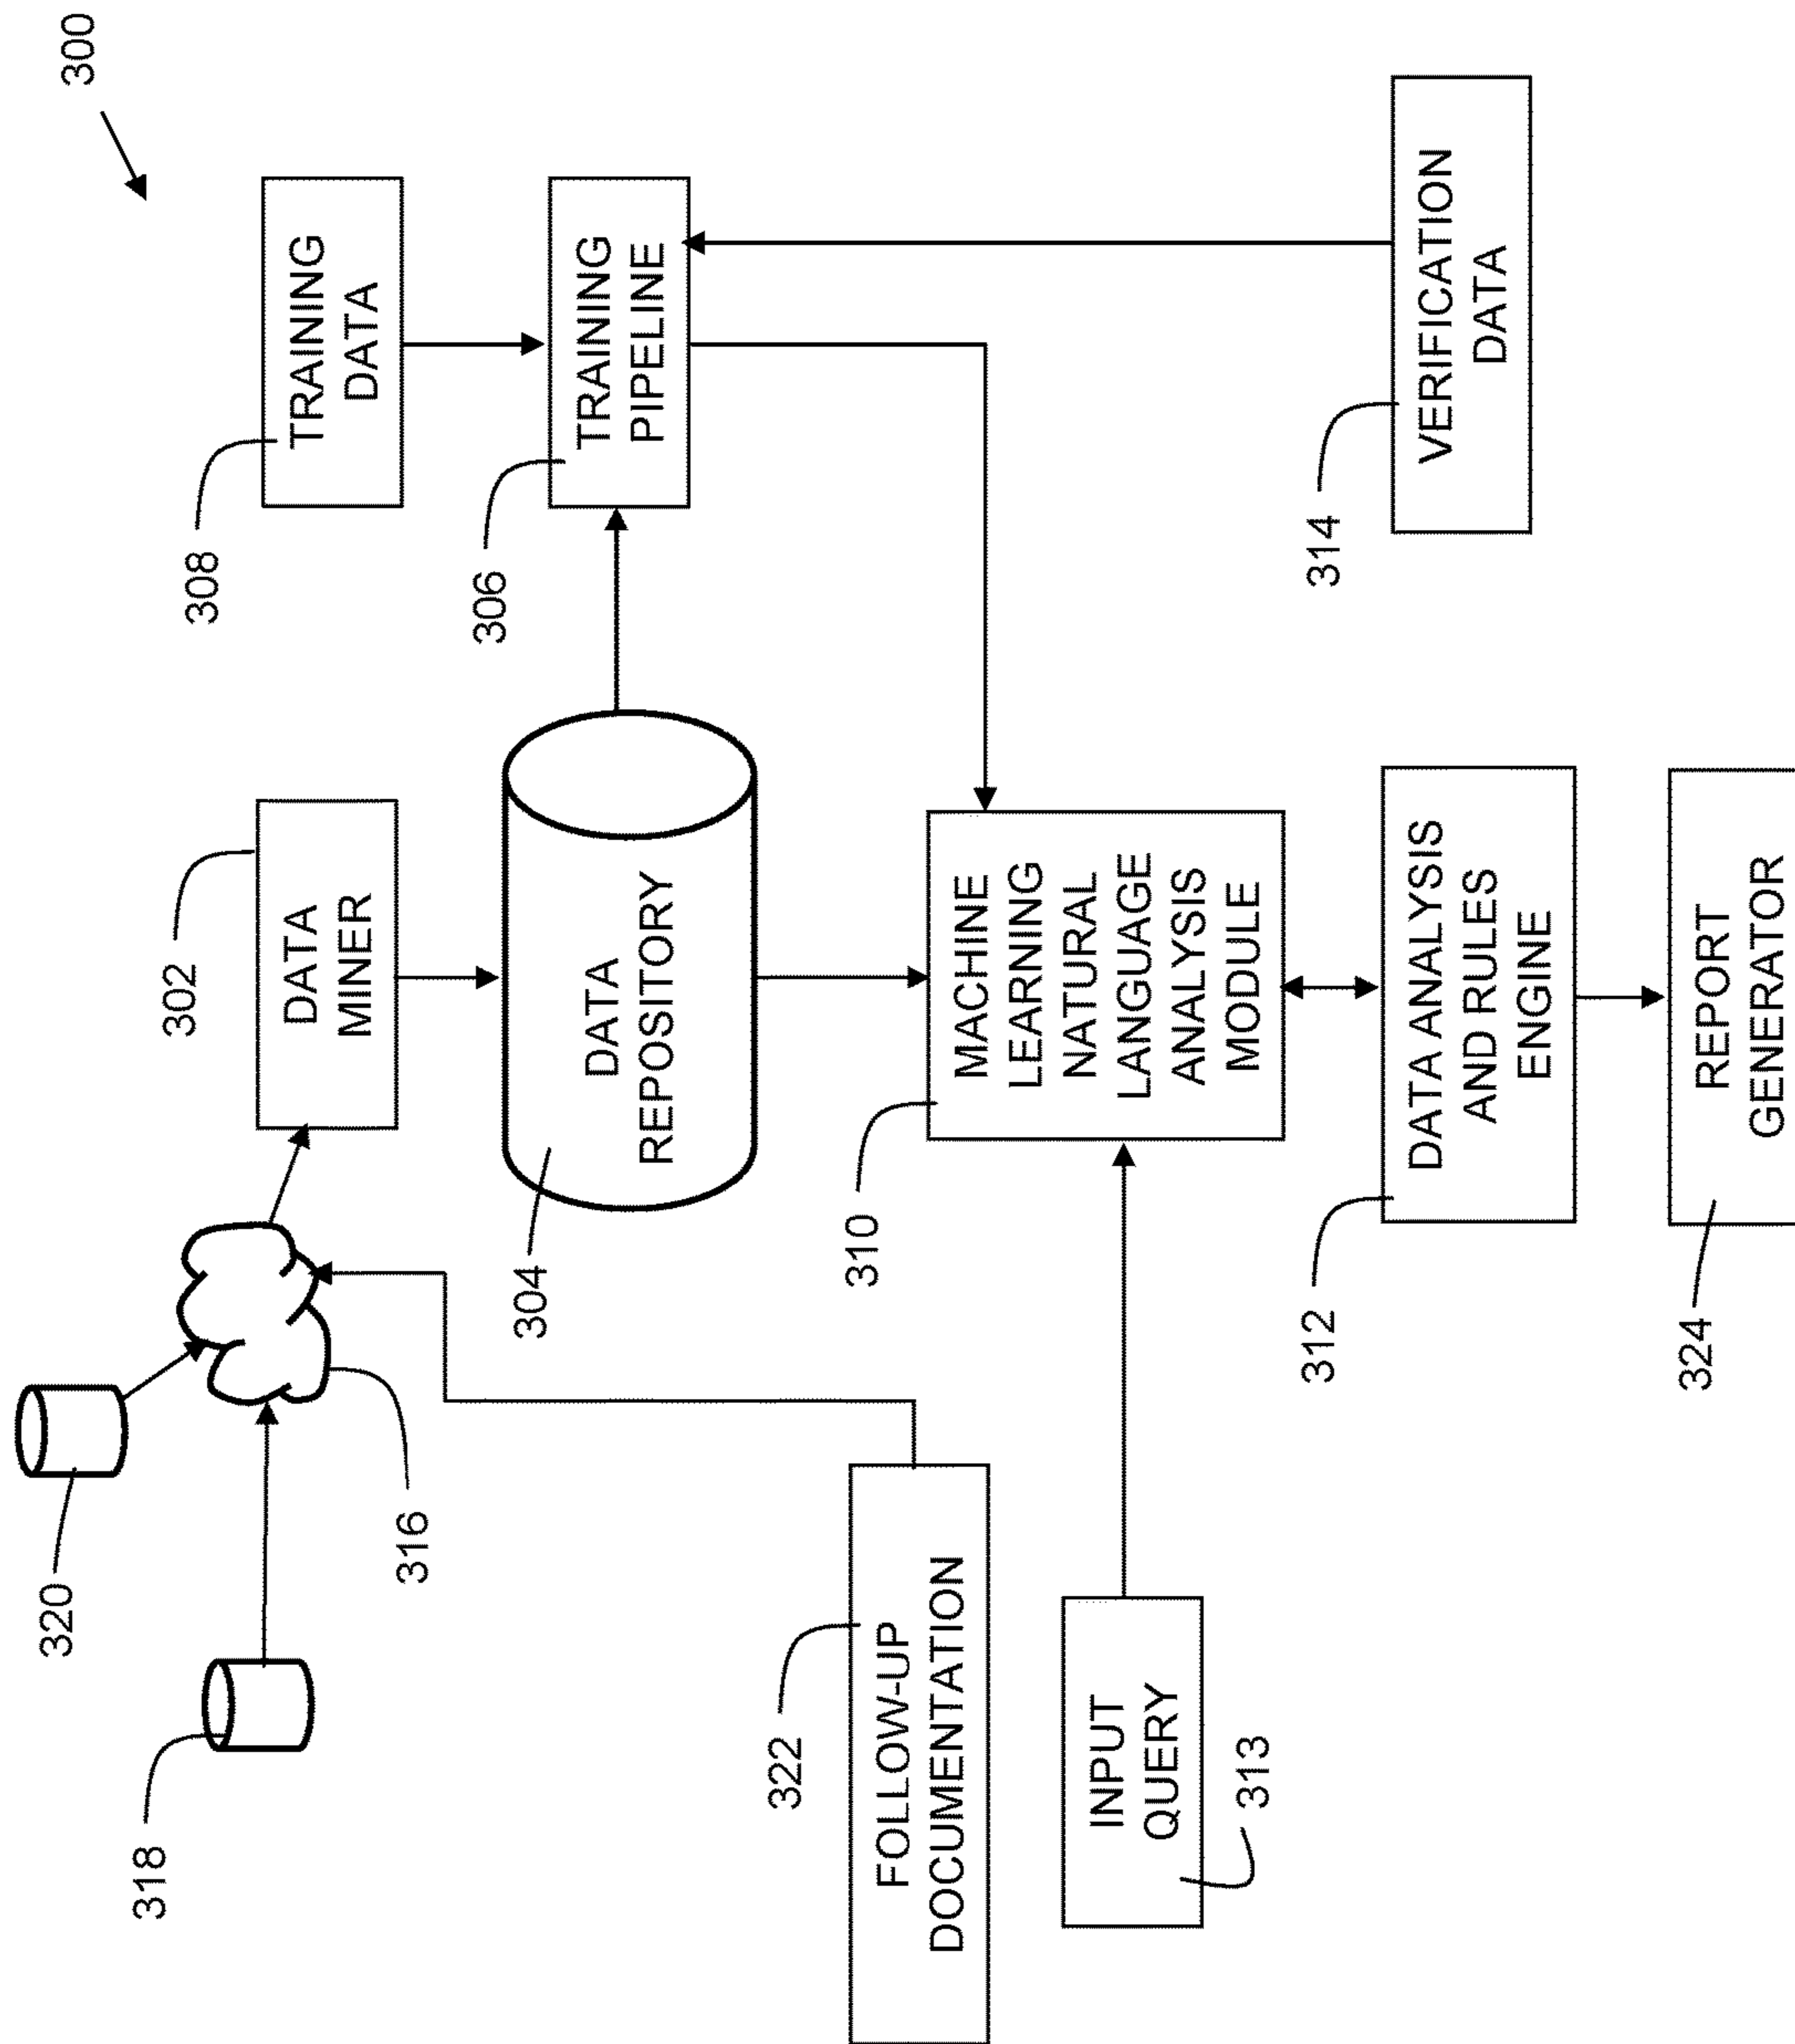 300
320
318
316
302
DATA
MINER
308
TRAINING
DATA
304
DATA
REPOSITORY
306
TRAINING
PIPELINE
322
FOLLOW-UP
DOCUMENTATION
310
MACHINE
LEARNING
NATURAL
LANGUAGE
ANALYSIS
MODULE
INPUT
QUERY
313
312
DATA ANALYSIS
AND RULES
ENGINE
314
VERIFICATION
DATA
324
REPORT
GENERATOR